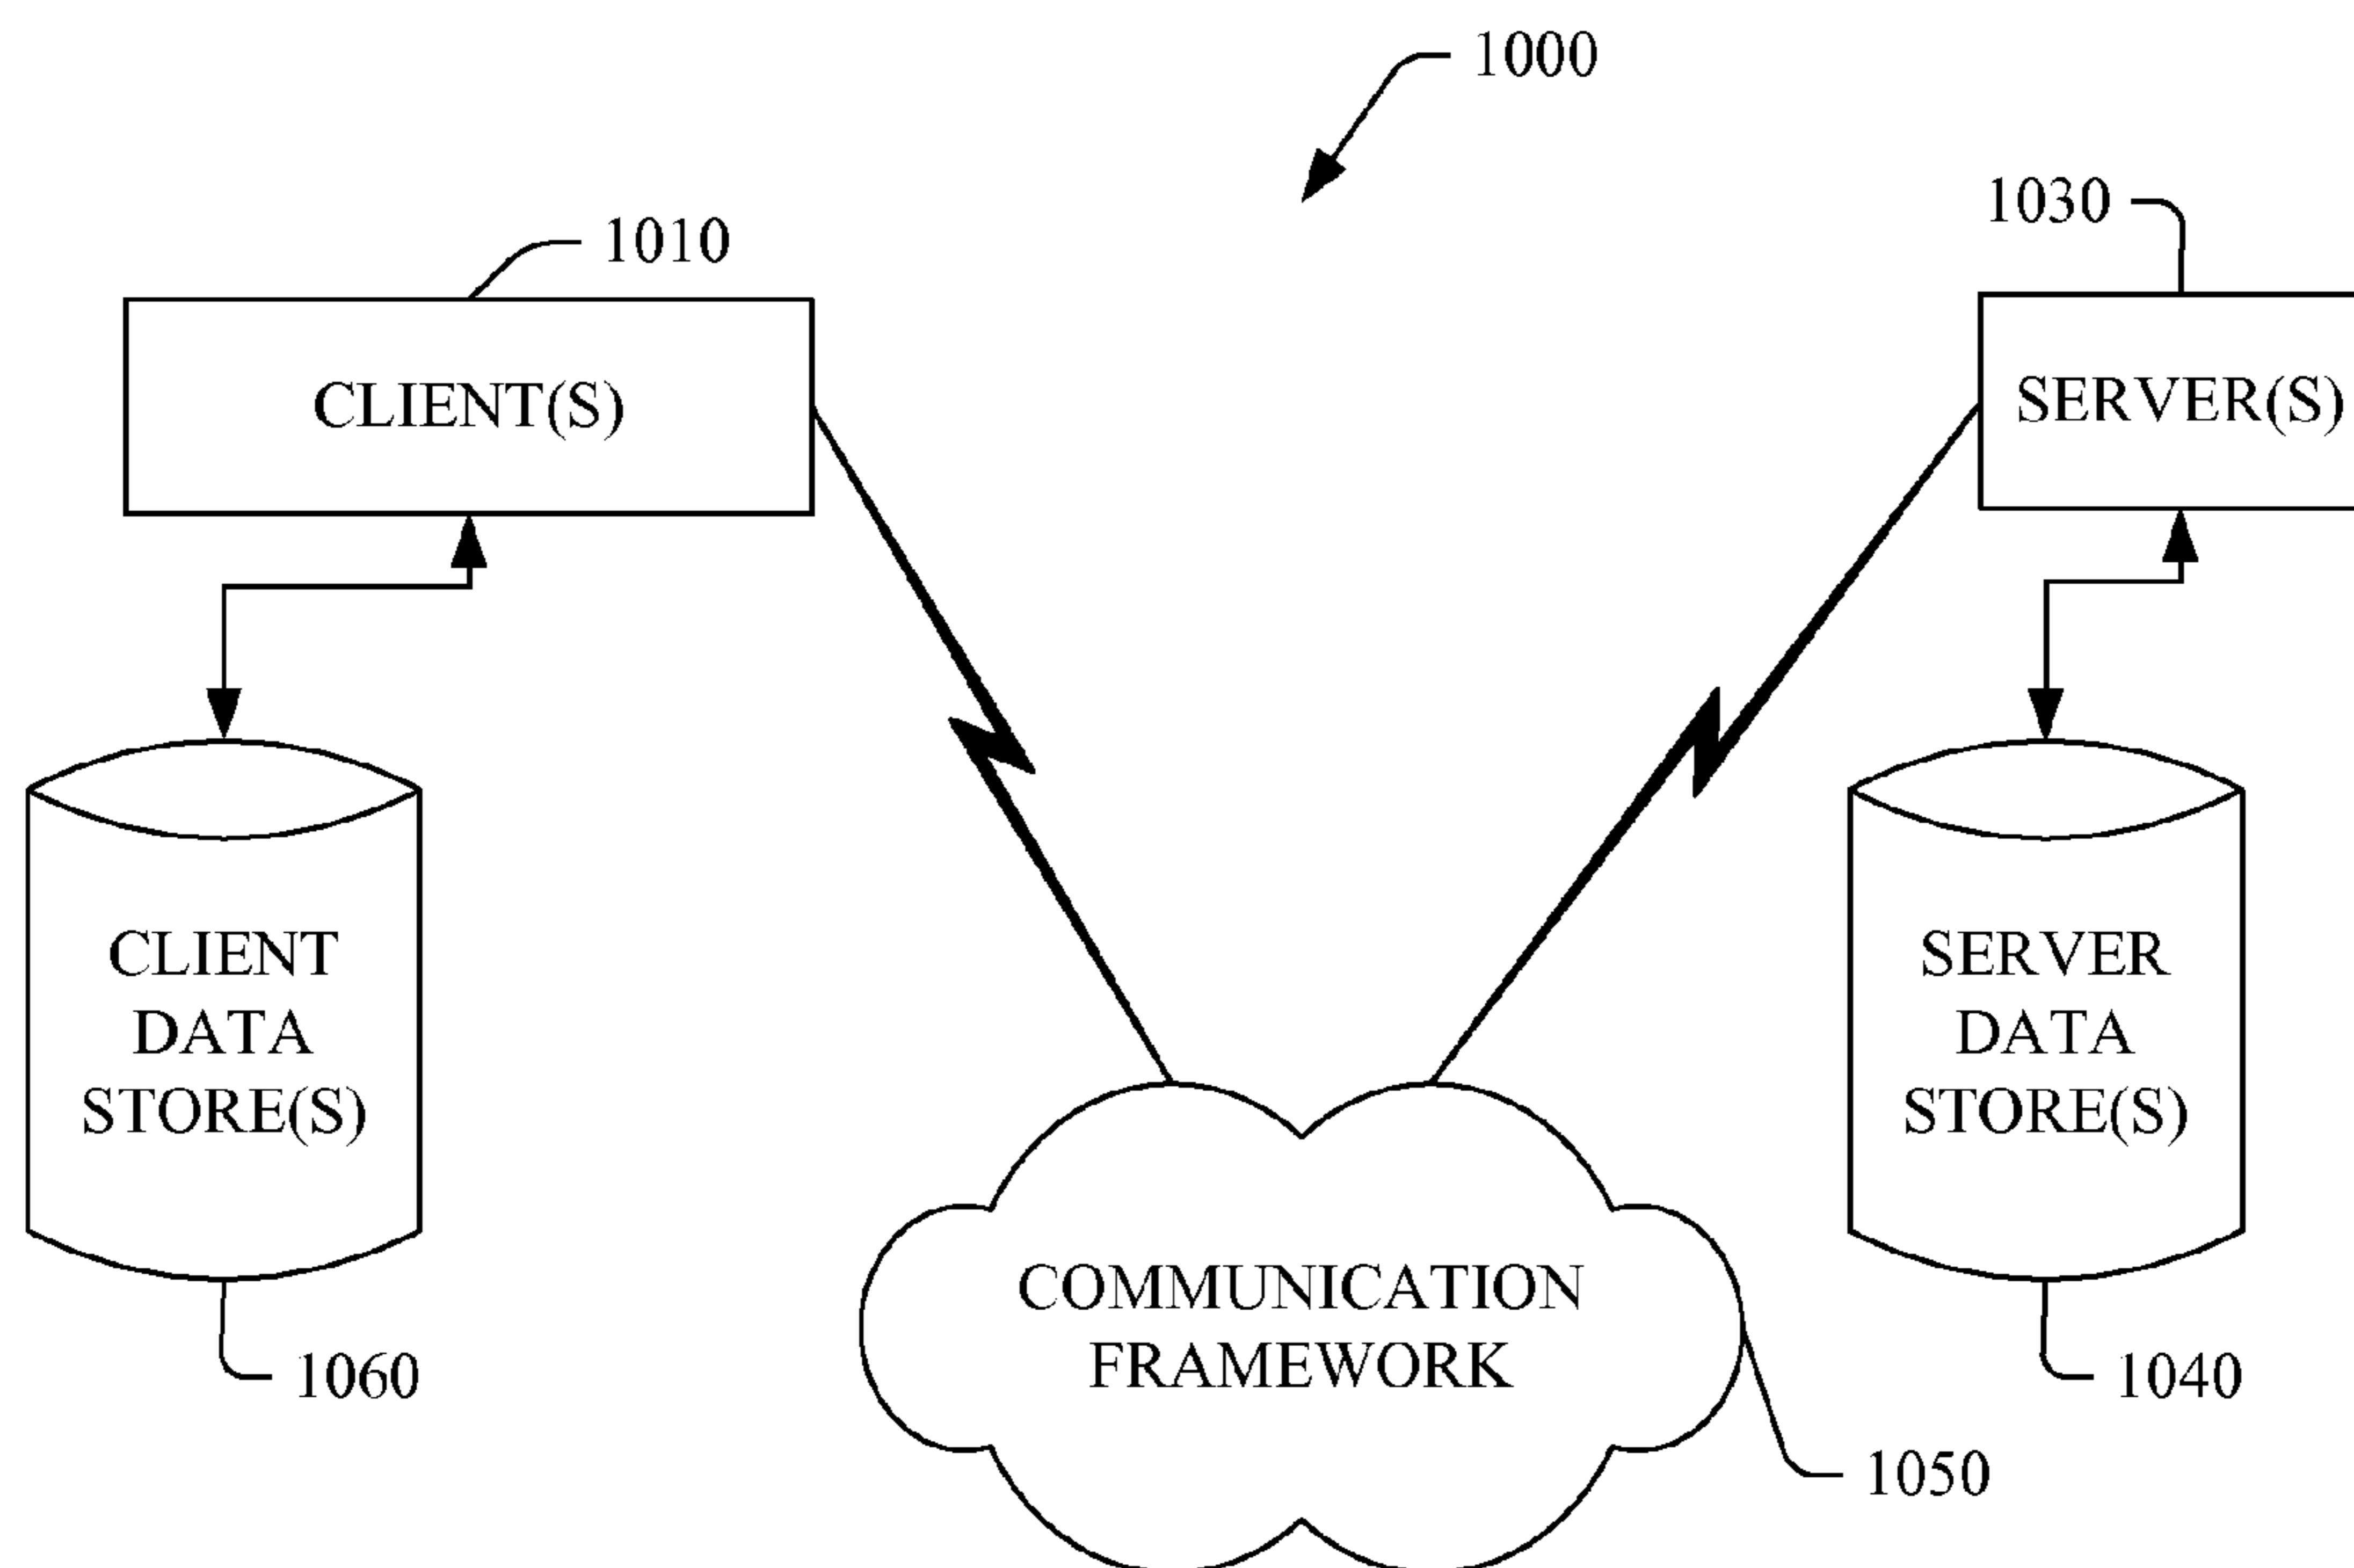 1000
1030
1010
CLIENT(S)
SERVER(S)
CLIENT
DATA
STORE(S)
SERVER
DATA
STORE(S)
COMMUNICATION
FRAMEWORK
1060
1040
1050